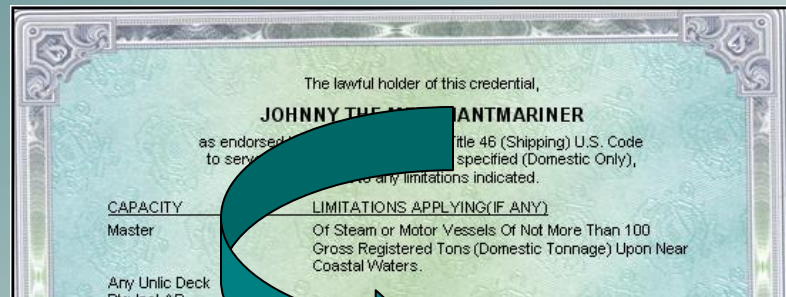 The lawful holder of this credential,
JOHNNY THE MERCHANTMARINER
as endorsed Title 46 (Shipping) U.S. Code
to serve specified (Domestic Only),
to any limitations indicated.
CAPACITY LIMITATIONS APPLYING(IF ANY)
Master Of Steam or Motor Vessels Of Not More Than 100
Gross Registered Tons (Domestic Tonnage) Upon Near
Coastal Waters.
Any Unlic Deck